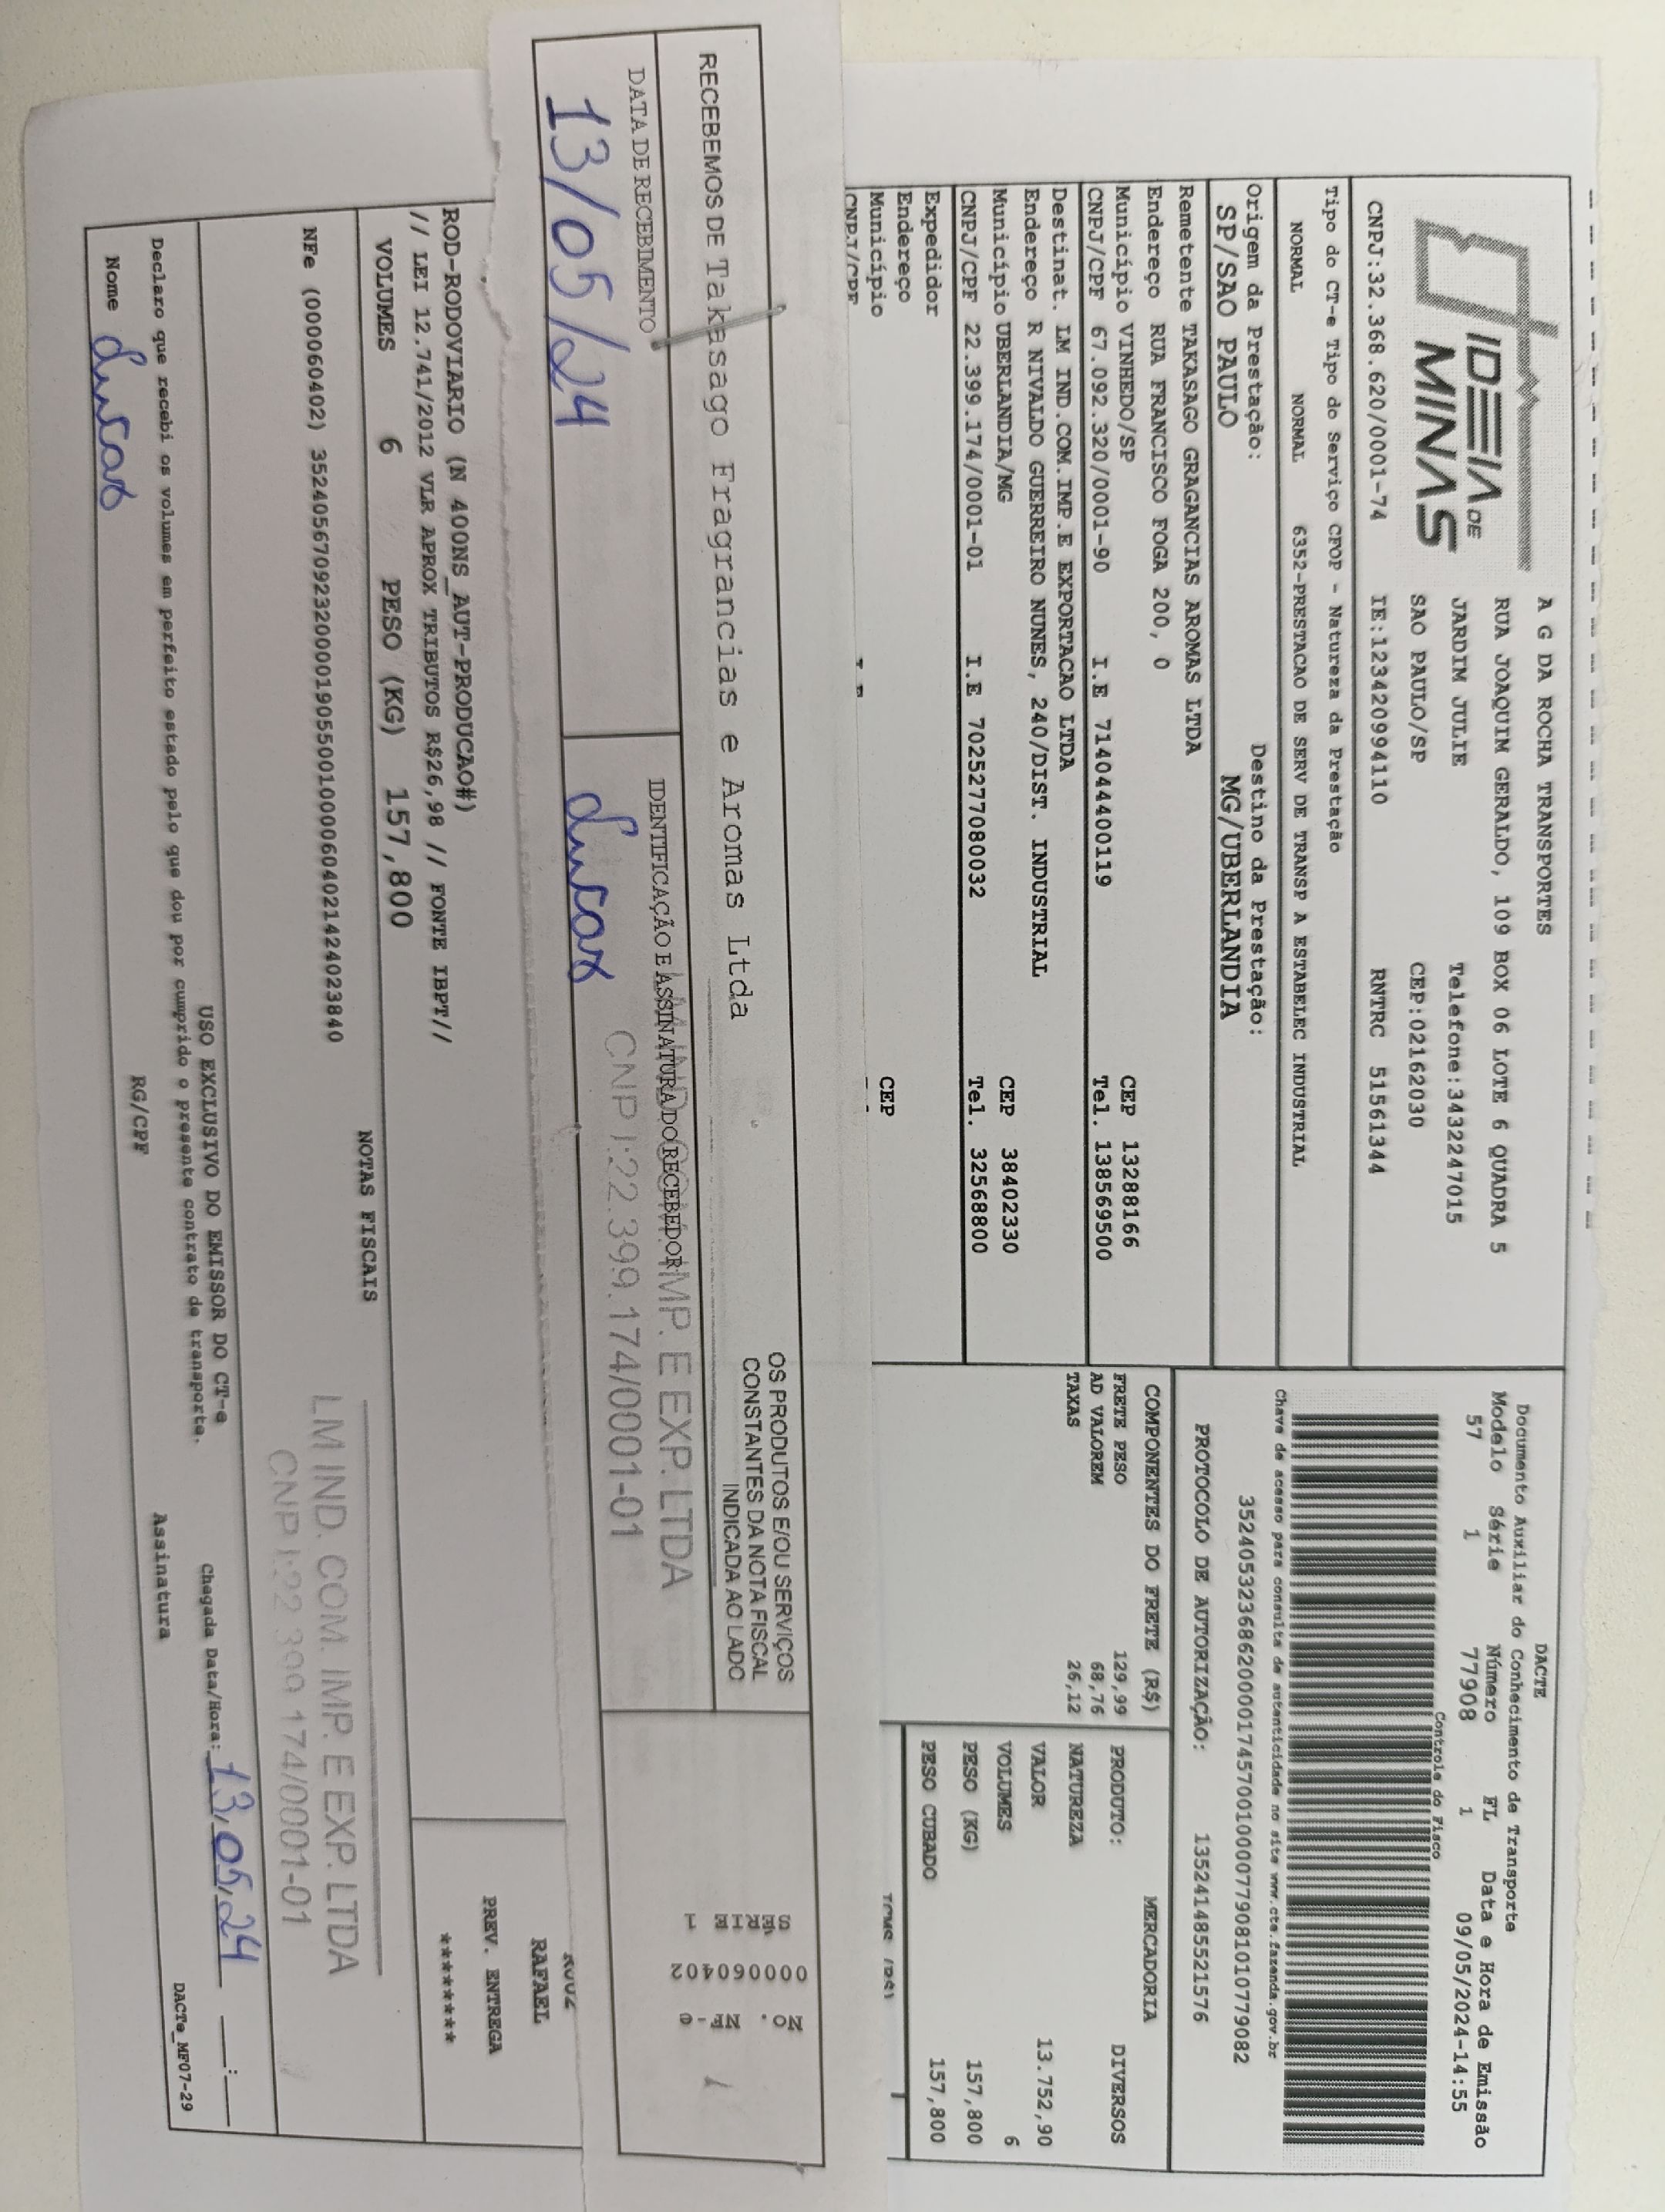 IDEIA DE
MINAS
A G DA ROCHA TRANSPORTES
RUA JOAQUIM GERALDO, 109 BOX 06 LOTE 6 QUADRA 5
JARDIM JULIE Telefone:3432247015
SAO PAULO/SP CEP:02162030
CNPJ:32.368.620/0001-74 IE:123420994110 RNTRC 51561344
Tipo do CT-e Tipo do Serviço CFOP - Natureza da Prestação
NORMAL NORMAL 6352-PRESTACAO DE SERV DE TRANSP A ESTABELEC INDUSTRIAL
Origem da Prestação: Destino da Prestação:
SP/SAO PAULO MG/UBERLANDIA
Remetente TAKASAGO GRAGANCIAS AROMAS LTDA
Endereço RUA FRANCISCO FOGA 200, 0
Município VINHEDO/SP CEP 13288166
CNPJ/CPF 67.092.320/0001-90 I.E 714044400119 Tel. 138569500
Destinat. LM IND.COM.IMP.E EXPORTACAO LTDA
Endereço R NIVALDO GUERREIRO NUNES, 240/DIST. INDUSTRIAL
Município UBERLANDIA/MG CEP 38402330
CNPJ/CPF 22.399.174/0001-01 I.E 7025277080032 Tel. 32568800
Expedidor
Endereço
Município CEP
CNPJ/CPF
DACTE
Documento Auxiliar do Conhecimento de Transporte
Modelo Série Número FL Data e Hora de Emissão
57 1 77908 1 09/05/2024-14:55
Controle do Fisco
Chave de acesso para consulta de autenticidade no site www.cte.fazenda.gov.br
35240532368620000174570010000779081010779082
PROTOCOLO DE AUTORIZAÇÃO: 135241485521576
COMPONENTES DO FRETE (R$)
FRETE PESO 129,99
AD VALOREM 68,76
TAXAS 26,12
MERCADORIA
PRODUTO: DIVERSOS
NATUREZA
VALOR 13.752,90
VOLUMES 6
PESO (KG) 157,800
PESO CUBADO 157,800
ICMS (R$)
RECEBEMOS DE Takasago Fragrancias e Aromas Ltda
OS PRODUTOS E/OU SERVIÇOS
CONSTANTES DA NOTA FISCAL
INDICADA AO LADO
DATA DE RECEBIMENTO
13/05/24
IDENTIFICAÇÃO E ASSINATURA DO RECEBEDOR
Lucas
IMP. E EXP. LTDA
CNPJ:22.399.174/0001-01
No. NF-e
000060402
SERIE 1
RAFAEL
PREV. ENTREGA
********
ROD-RODOVIARIO (N 400ONS_AUT-PRODUCAO#)
// LEI 12.741/2012 VLR APROX TRIBUTOS R$26,98 // FONTE IBPT//
VOLUMES 6 PESO (KG) 157,800
NOTAS FISCAIS
NFe (000060402) 35240567092320000190550010000604021424023840
LM IND. COM. IMP. E EXP. LTDA
CNPJ:22.399.174/0001-01
USO EXCLUSIVO DO EMISSOR DO CT-e
Declaro que recebi os volumes em perfeito estado pelo que dou por cumprido o presente contrato de transporte.
Chegada Data/Hora: 13/05/24 __:__
Nome Lucas RG/CPF Assinatura
DACTe_MF07-29